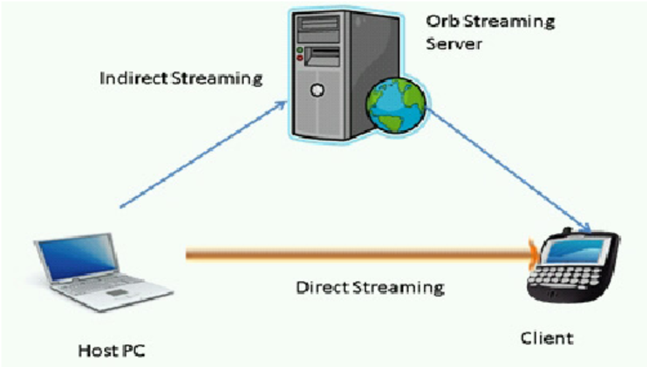 Orb Streaming
Server
Indirect Streaming
Direct Streaming
Client
Host PC